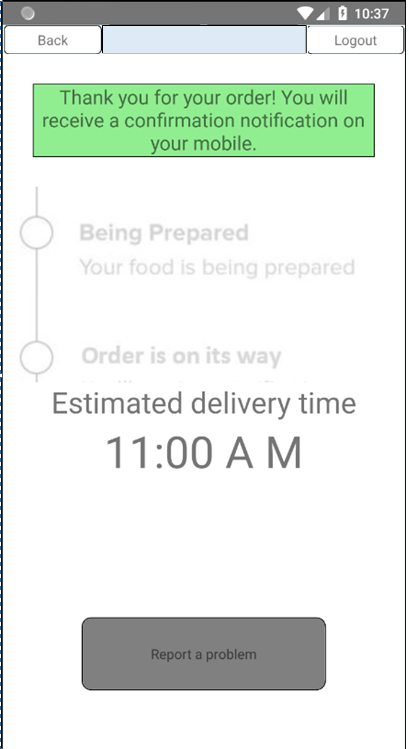 10:37
Back
Logout
Thank you for your order! You will
receive a confirmation notification on
your mobile.
Being Prepared
Your food is being prepared
Order is on its way
Estimated delivery time
11:00 A M
Report a problem